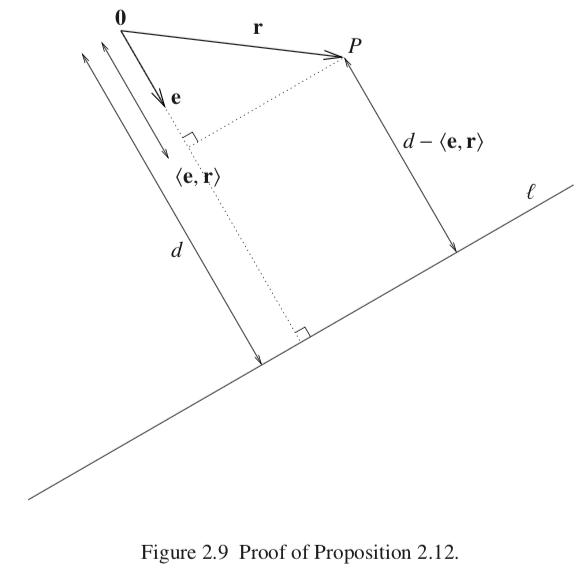 0
r
P
e
d − ⟨e, r⟩
⟨e, r⟩
ℓ
d
Figure 2.9 Proof of Proposition 2.12.